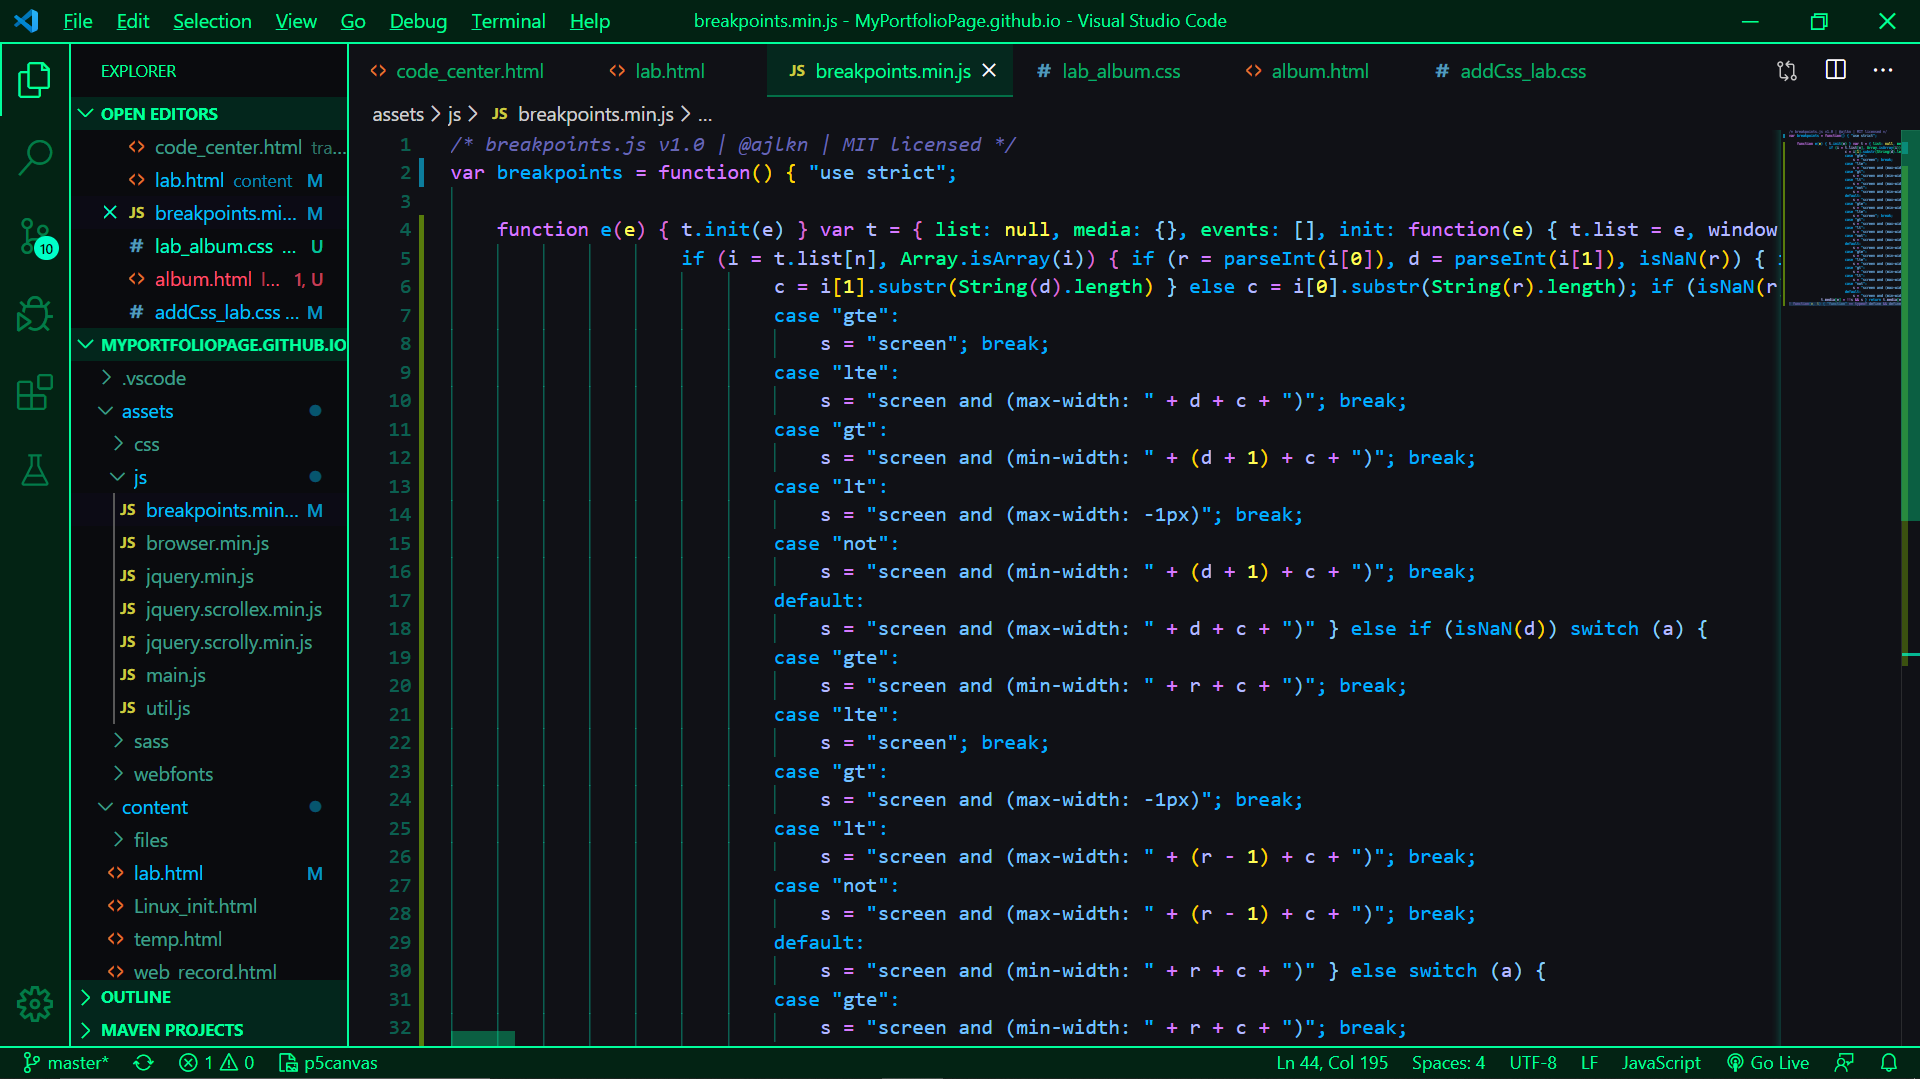 File Edit Selection View Go Debug Terminal Help breakpoints.min.js - MyPortfolioPage.github.io - Visual Studio Code
EXPLORER
OPEN EDITORS
code_center.html tra...
lab.html content M
JS breakpoints.mi... M
# lab_album.css ... U
album.html l... 1, U
# addCss_lab.css ... M
MYPORTFOLIOPAGE.GITHUB.IO
.vscode
assets
css
js
JS breakpoints.min... M
JS browser.min.js
JS jquery.min.js
JS jquery.scrollex.min.js
JS jquery.scrolly.min.js
JS main.js
JS util.js
sass
webfonts
content
files
lab.html M
Linux_init.html
temp.html
web record.html
OUTLINE
MAVEN PROJECTS
10
code_center.html lab.html JS breakpoints.min.js # lab_album.css album.html # addCss_lab.css
assets > js > JS breakpoints.min.js > ...
1 /* breakpoints.js v1.0 | @ajlkn | MIT licensed */
2 var breakpoints = function() { "use strict";
3
4 function e(e) { t.init(e) } var t = { list: null, media: {}, events: [], init: function(e) { t.list = e, window
5 if (i = t.list[n], Array.isArray(i)) { if (r = parseInt(i[0]), d = parseInt(i[1]), isNaN(r)) {
6 c = i[1].substr(String(d).length) } else c = i[0].substr(String(r).length); if (isNaN(r
7 case "gte":
8 s = "screen"; break;
9 case "lte":
10 s = "screen and (max-width: " + d + c + ")"; break;
11 case "gt":
12 s = "screen and (min-width: " + (d + 1) + c + ")"; break;
13 case "lt":
14 s = "screen and (max-width: -1px)"; break;
15 case "not":
16 s = "screen and (min-width: " + (d + 1) + c + ")"; break;
17 default:
18 s = "screen and (max-width: " + d + c + ")" } else if (isNaN(d)) switch (a) {
19 case "gte":
20 s = "screen and (min-width: " + r + c + ")"; break;
21 case "lte":
22 s = "screen"; break;
23 case "gt":
24 s = "screen and (max-width: -1px)"; break;
25 case "lt":
26 s = "screen and (max-width: " + (r - 1) + c + ")"; break;
27 case "not":
28 s = "screen and (max-width: " + (r - 1) + c + ")"; break;
29 default:
30 s = "screen and (min-width: " + r + c + ")" } else switch (a) {
31 case "gte":
32 s = "screen and (min-width: " + r + c + ")"; break;
master* 1 0 p5canvas Ln 44, Col 195 Spaces: 4 UTF-8 LF JavaScript Go Live